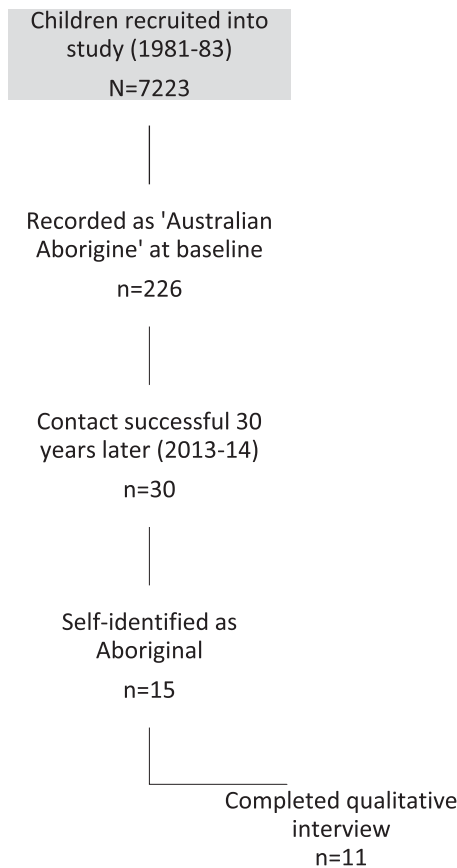 Children recruited into
study (1981-83)
N=7223
Recorded as 'Australian
Aborigine' at baseline
n=226
Contact successful 30
years later (2013-14)
n=30
Self-identified as
Aboriginal
n=15
Completed qualitative
interview
n=11